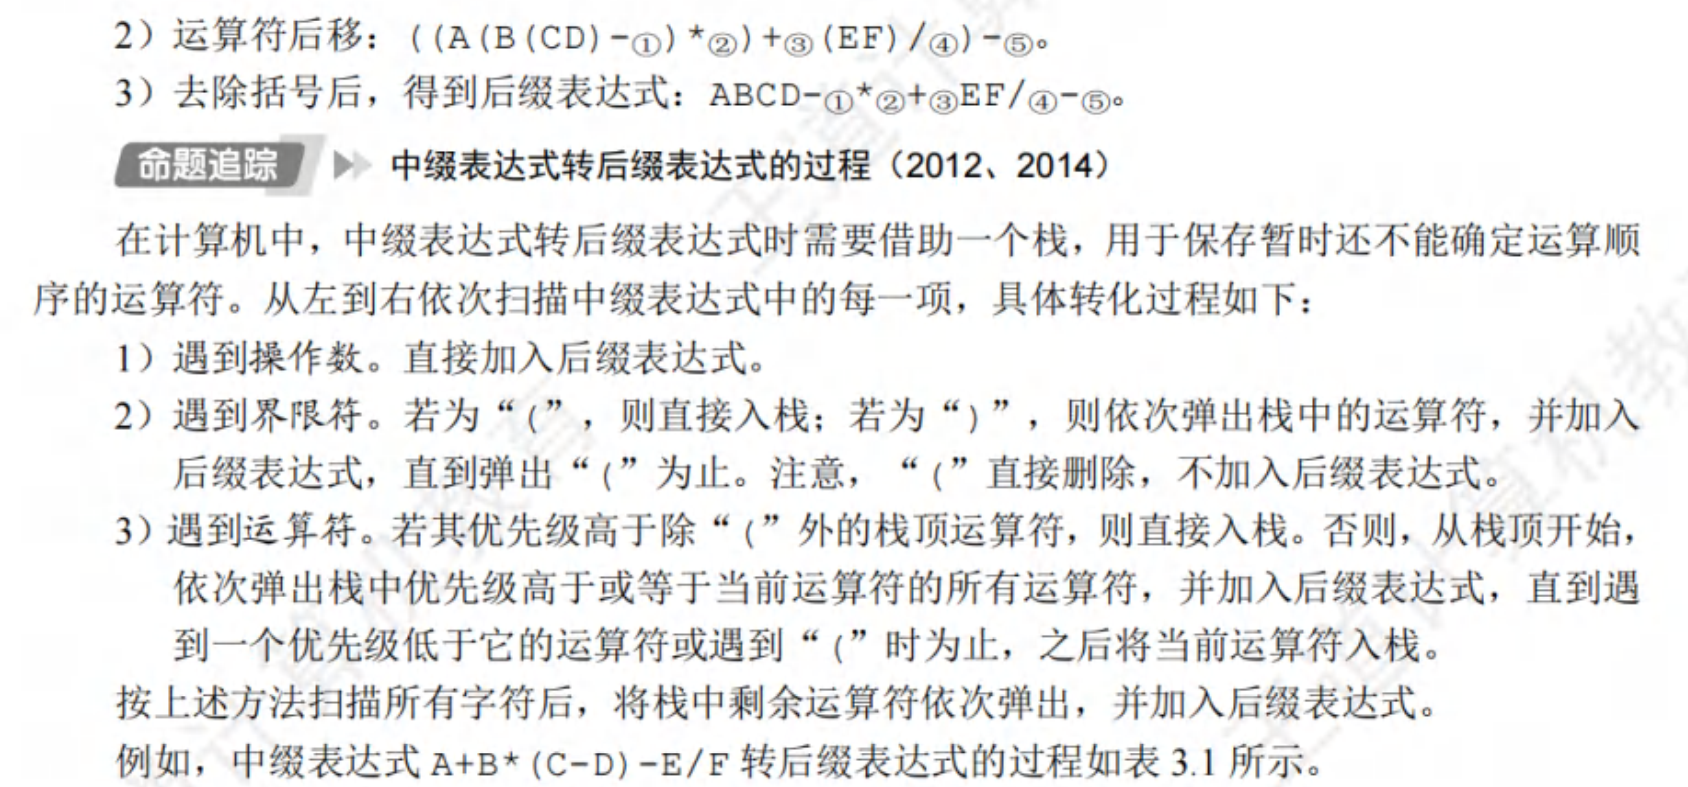 2）运算符后移：((A(B(CD)-①)*②)+③(EF)/④)-⑤。
3）去除括号后，得到后缀表达式：ABCD-①*②+③EF/④-⑤。
命题追踪 中缀表达式转后缀表达式的过程（2012、2014）
在计算机中，中缀表达式转后缀表达式时需要借助一个栈，用于保存暂时还不能确定运算顺
序的运算符。从左到右依次扫描中缀表达式中的每一项，具体转化过程如下：
1）遇到操作数。直接加入后缀表达式。
2）遇到界限符。若为“(”，则直接入栈；若为“)”，则依次弹出栈中的运算符，并加入
后缀表达式，直到弹出“(”为止。注意，“(”直接删除，不加入后缀表达式。
3）遇到运算符。若其优先级高于除“(”外的栈顶运算符，则直接入栈。否则，从栈顶开始，
依次弹出栈中优先级高于或等于当前运算符的所有运算符，并加入后缀表达式，直到遇
到一个优先级低于它的运算符或遇到“(”时为止，之后将当前运算符入栈。
按上述方法扫描所有字符后，将栈中剩余运算符依次弹出，并加入后缀表达式。
例如，中缀表达式 A+B*(C-D)-E/F 转后缀表达式的过程如表 3.1 所示。